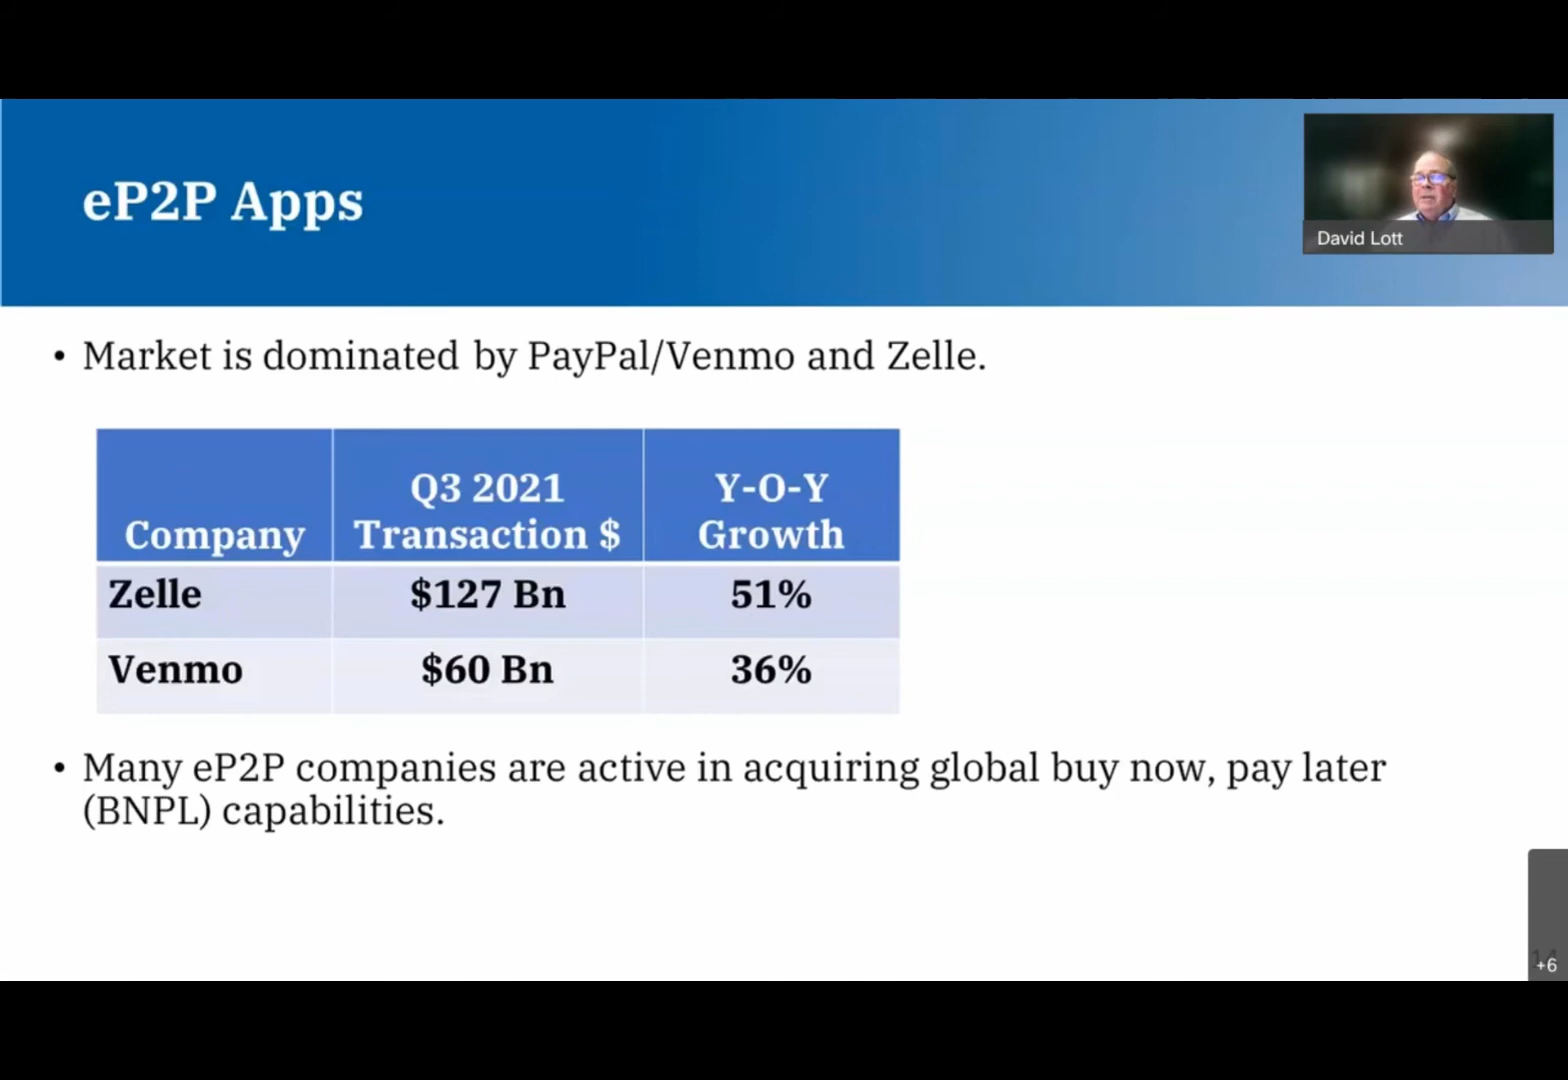 eP2P Apps
David Lott
• Market is dominated by PayPal/Venmo and Zelle.
Company
Q3 2021
Transaction $
Y-O-Y
Growth
Zelle $127 Bn 51%
Venmo $60 Bn 36%
• Many eP2P companies are active in acquiring global buy now, pay later
(BNPL) capabilities.
+6